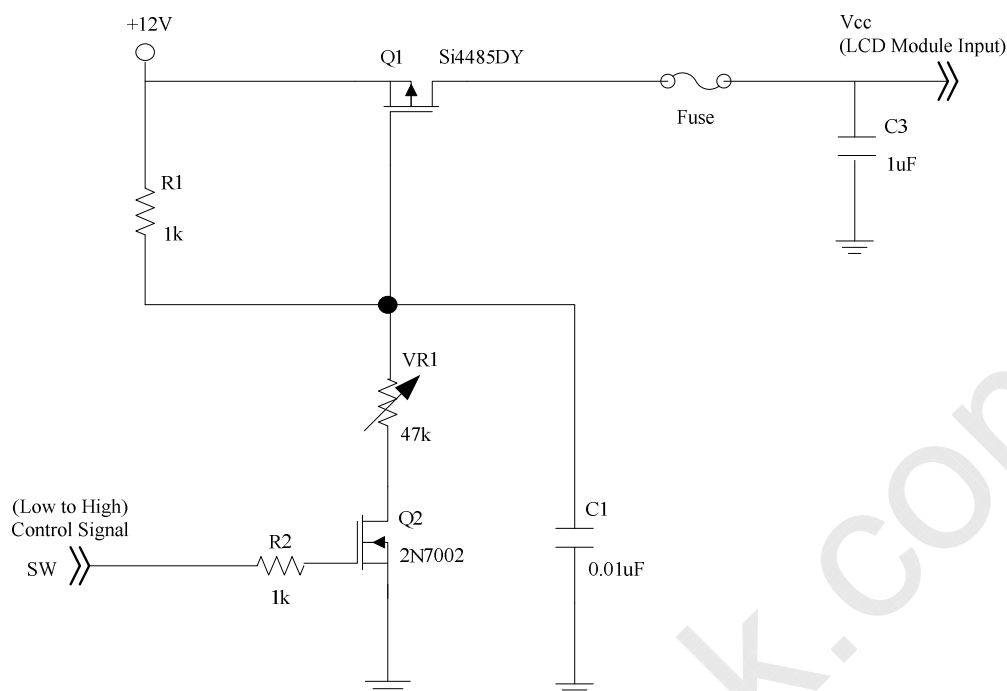 +12V
Vcc
(LCD Module Input)
Q1
Si4485DY
Fuse
C3
1uF
R1
1k
VR1
47k
(Low to High)
Control Signal
SW
R2
1k
Q2
2N7002
C1
0.01uF